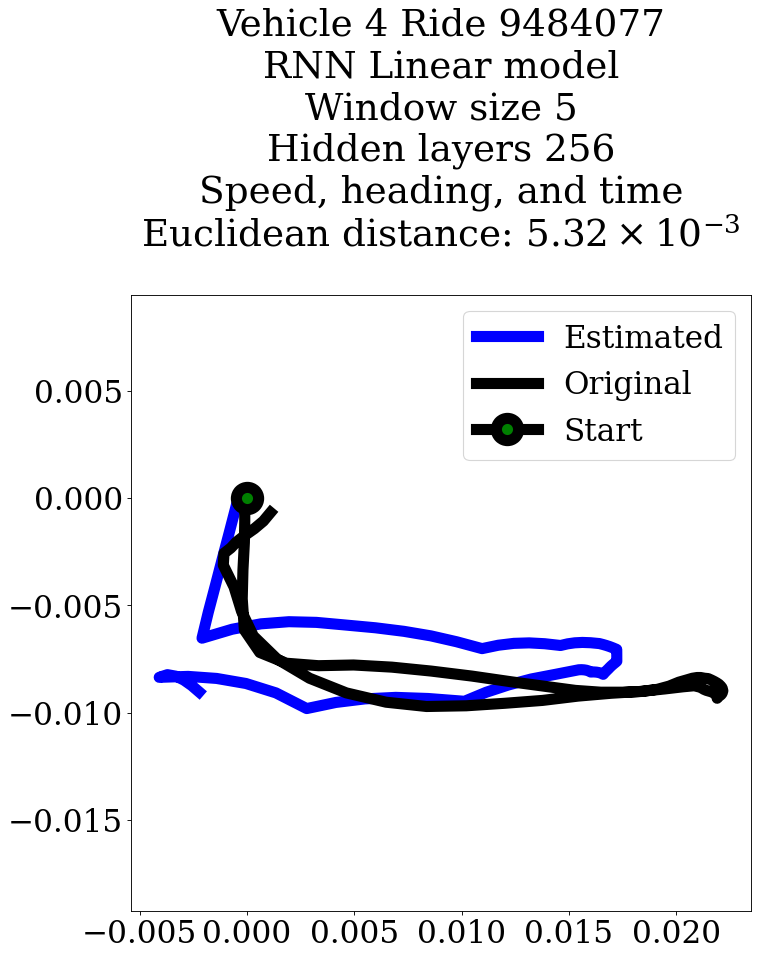 Vehicle 4 Ride 9484077
RNN Linear model
Window size 5
Hidden layers 256
Speed, heading, and time
Euclidean distance: 5.32 × 10⁻³
Estimated
Original
Start
0.005
0.000
−0.005
−0.010
−0.015
−0.005 0.000 0.005 0.010 0.015 0.020